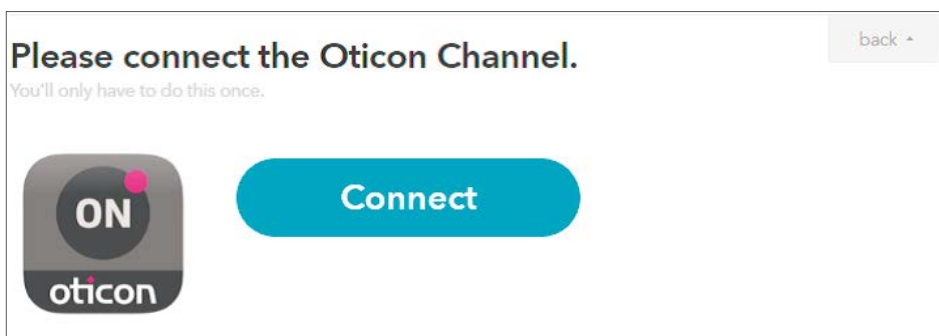 Please connect the Oticon Channel.
back
You'll only have to do this once.
ON
Connect
oticon